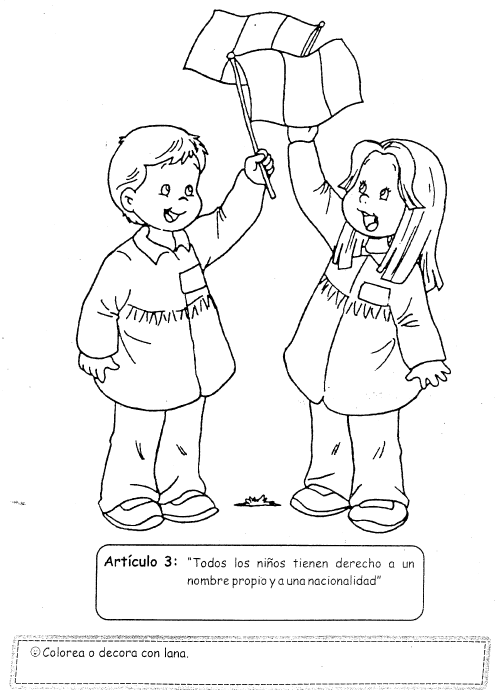 Artículo 3: "Todos los niños tienen derecho a un
nombre propio y a una nacionalidad"
Colorea o decora con lana.